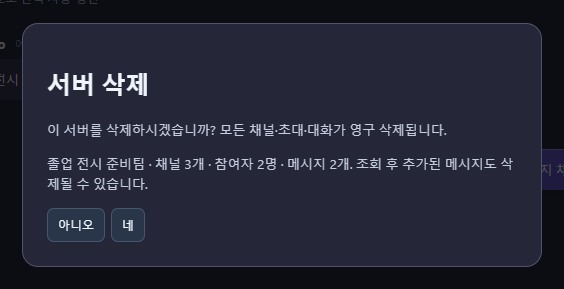 서버 삭제
이 서버를 삭제하시겠습니까? 모든 채널·초대·대화가 영구 삭제됩니다.
졸업 전시 준비팀 · 채널 3개 · 참여자 2명 · 메시지 2개. 조회 후 추가된 메시지도 삭
제될 수 있습니다.
아니오
네